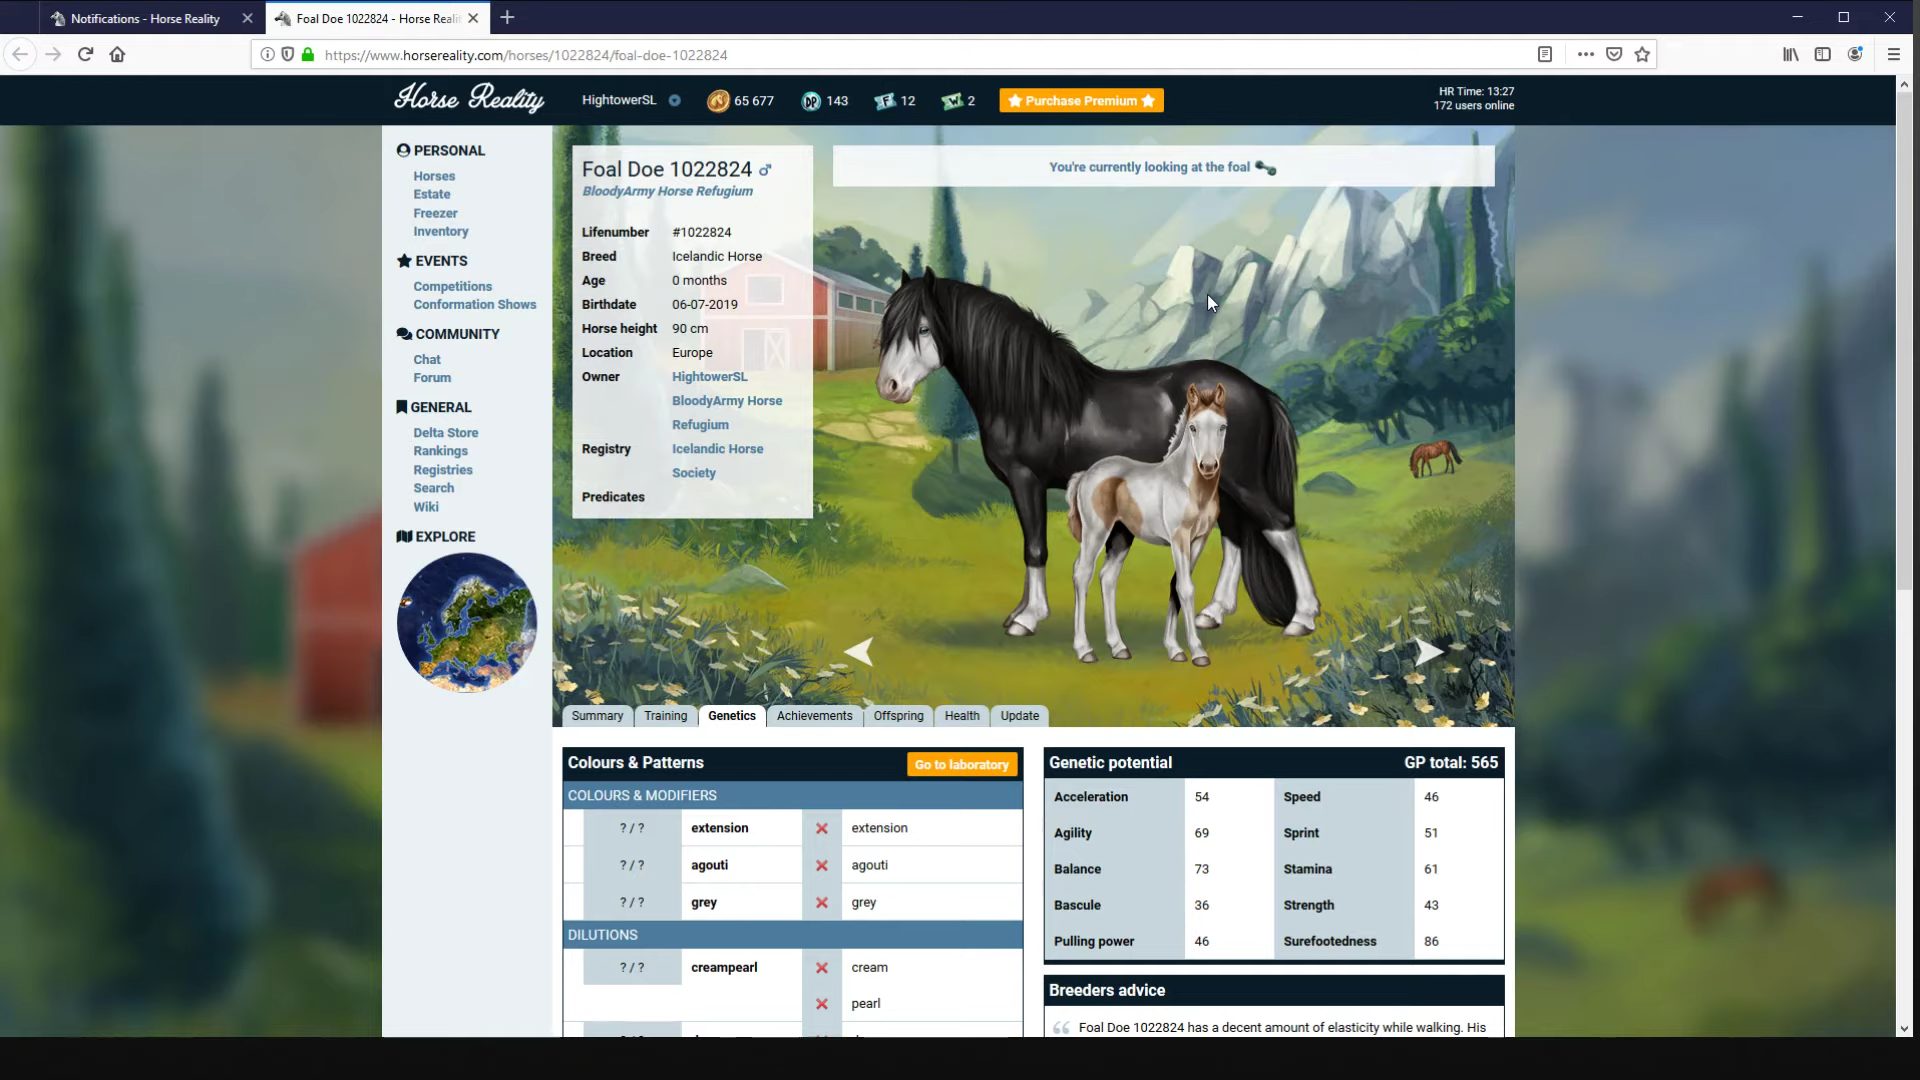 Notifications - Horse Reality
Foal Doe 1022824 - Horse Realit
https://www.horsereality.com/horses/1022824/foal-doe-1022824
Horse Reality
HightowerSL
65 677
DP
143
F
12
2
Purchase Premium
HR Time: 13:27
172 users online
PERSONAL
Horses
Estate
Freezer
Inventory
EVENTS
Competitions
Conformation Shows
COMMUNITY
Chat
Forum
GENERAL
Delta Store
Rankings
Registries
Search
Wiki
EXPLORE
Foal Doe 1022824 ♂
BloodyArmy Horse Refugium
Lifenumber #1022824
Breed Icelandic Horse
Age 0 months
Birthdate 06-07-2019
Horse height 90 cm
Location Europe
Owner HightowerSL
BloodyArmy Horse
Refugium
Registry Icelandic Horse
Society
Predicates
You're currently looking at the foal
Summary Training Genetics Achievements Offspring Health Update
Colours & Patterns Go to laboratory
COLOURS & MODIFIERS
? / ? extension extension
? / ? agouti agouti
? / ? grey grey
DILUTIONS
? / ? creampearl cream
pearl
Genetic potential GP total: 565
Acceleration 54 Speed 46
Agility 69 Sprint 51
Balance 73 Stamina 61
Bascule 36 Strength 43
Pulling power 46 Surefootedness 86
Breeders advice
Foal Doe 1022824 has a decent amount of elasticity while walking. His